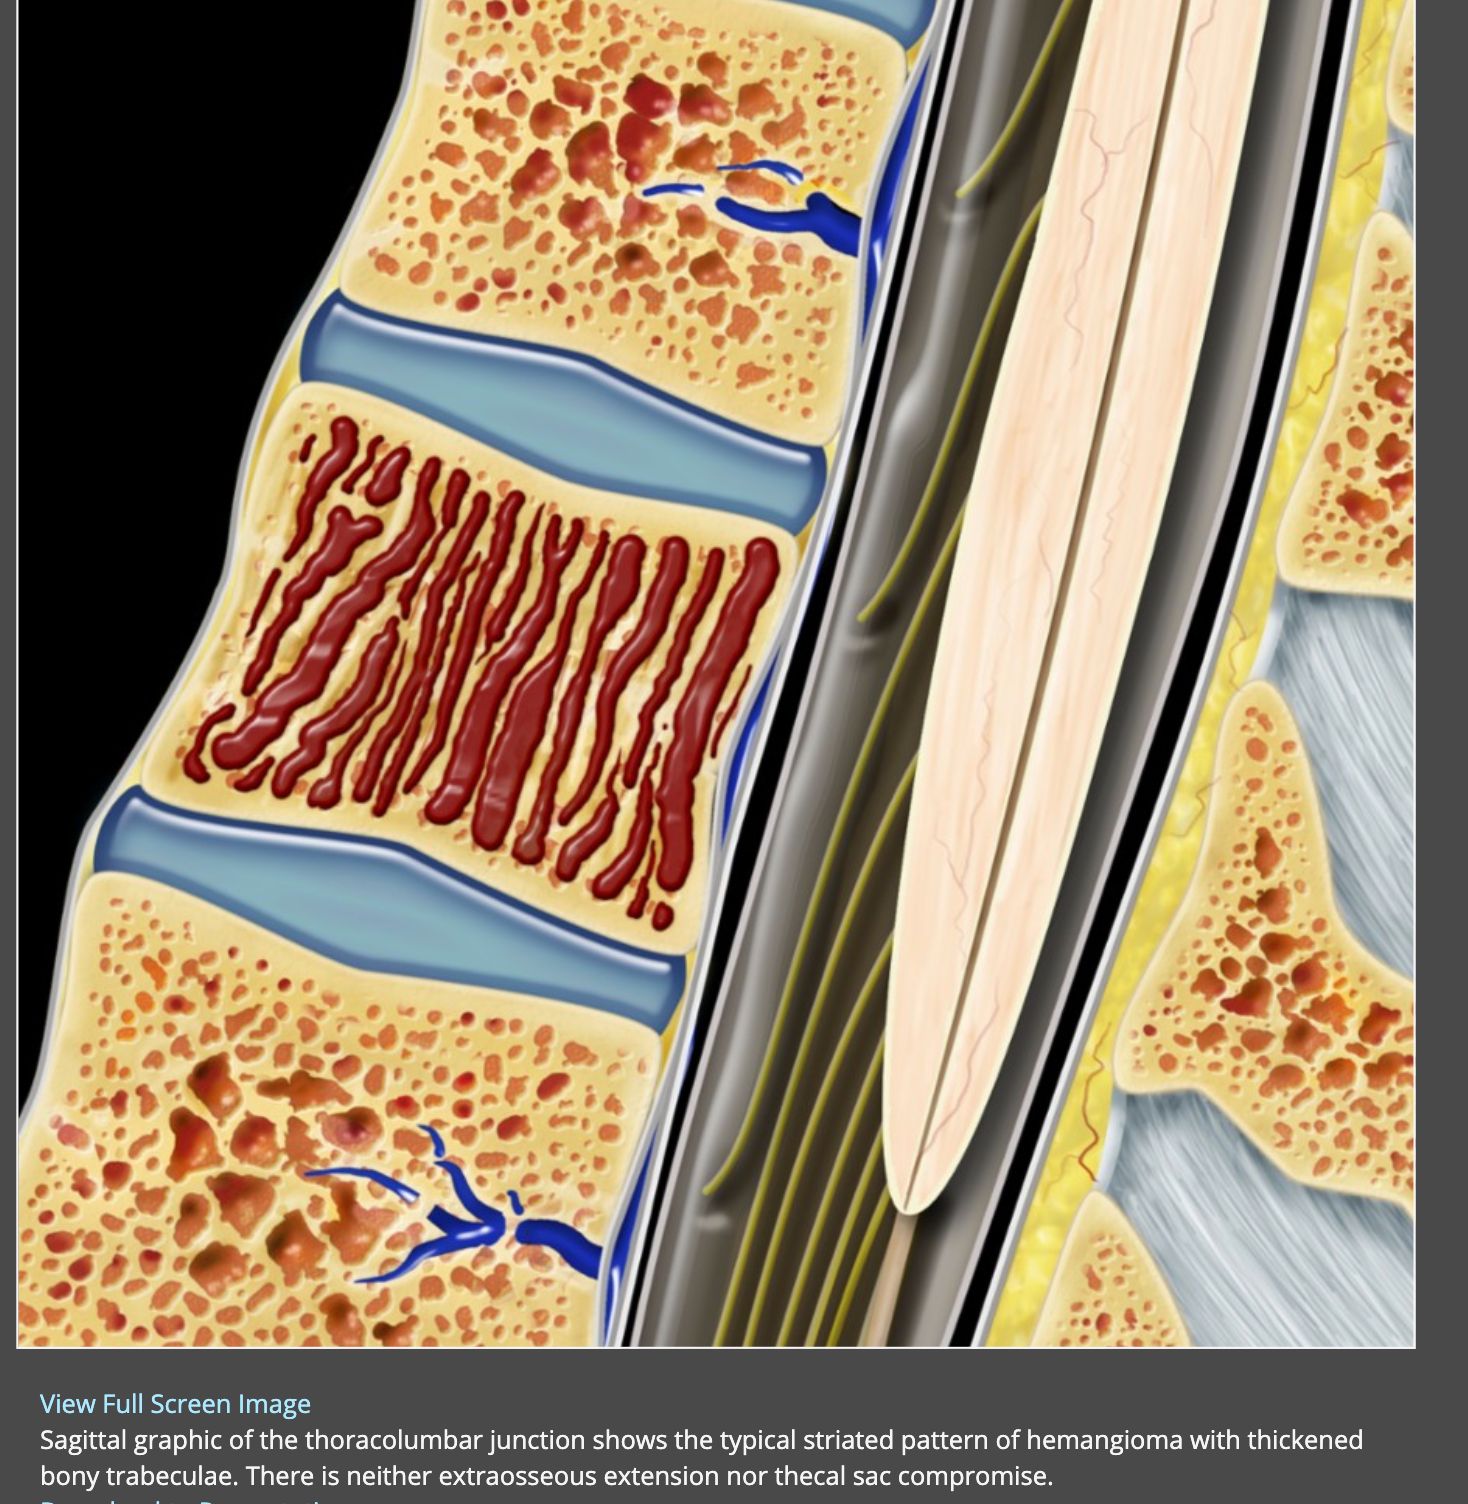 View Full Screen Image
Sagittal graphic of the thoracolumbar junction shows the typical striated pattern of hemangioma with thickened
bony trabeculae. There is neither extraosseous extension nor thecal sac compromise.